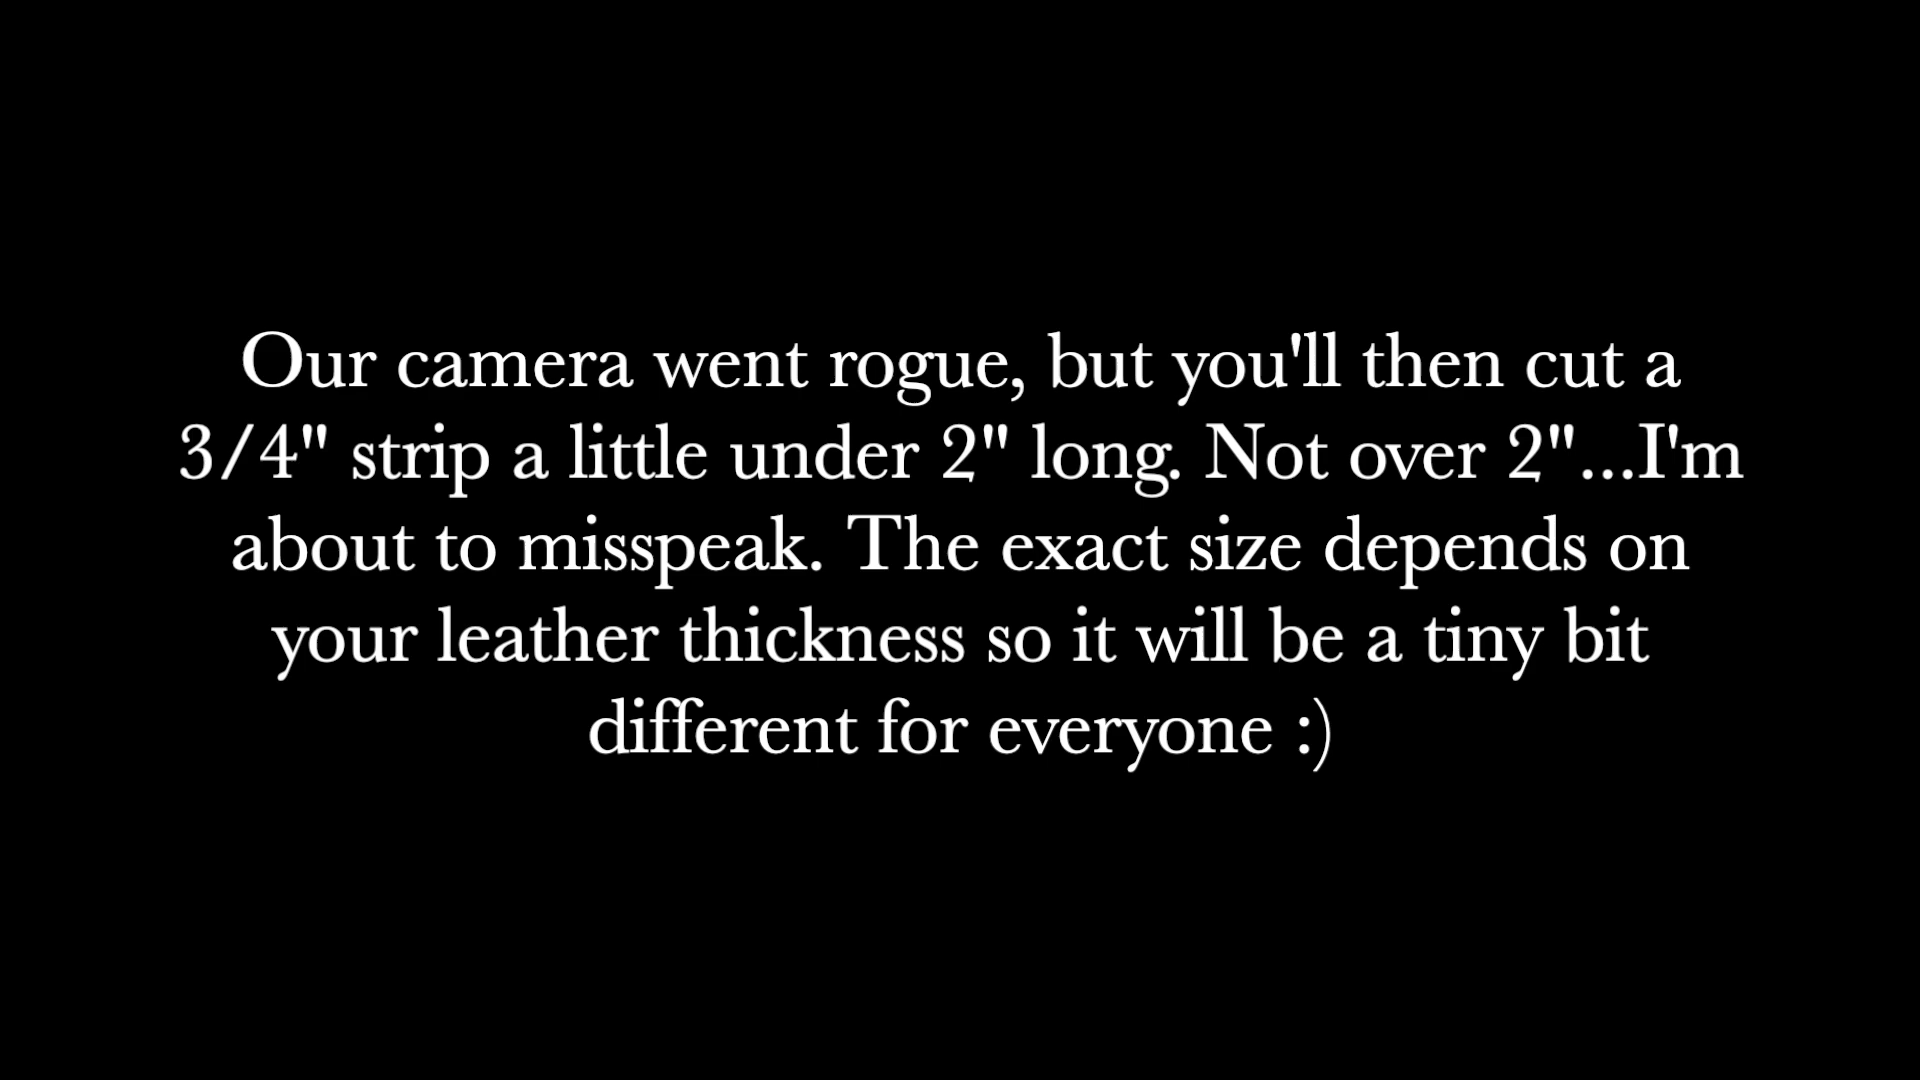 Our camera went rogue, but you'll then cut a
3/4" strip a little under 2" long. Not over 2"...I'm
about to misspeak. The exact size depends on
your leather thickness so it will be a tiny bit
different for everyone :)